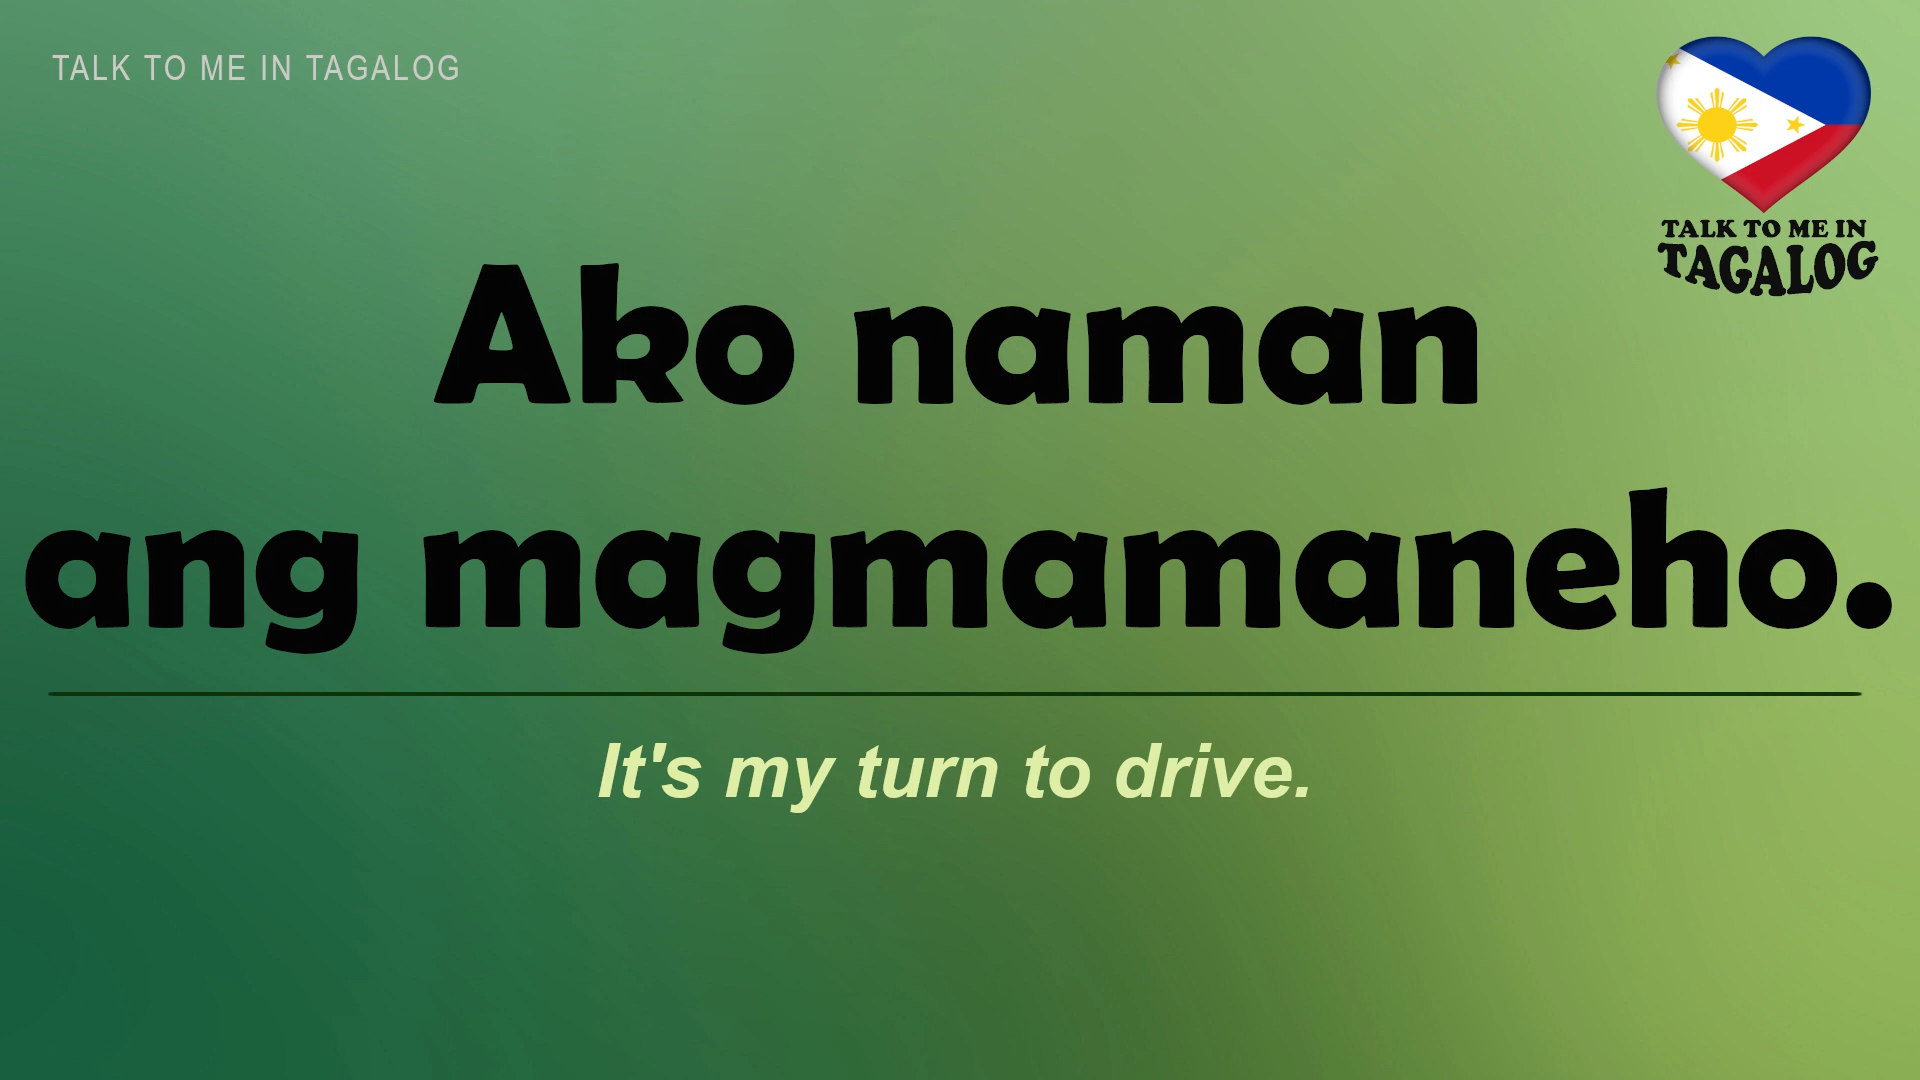 TALK TO ME IN TAGALOG
TALK TO ME IN
TAGALOG
Ako naman
ang magmamaneho.
It's my turn to drive.